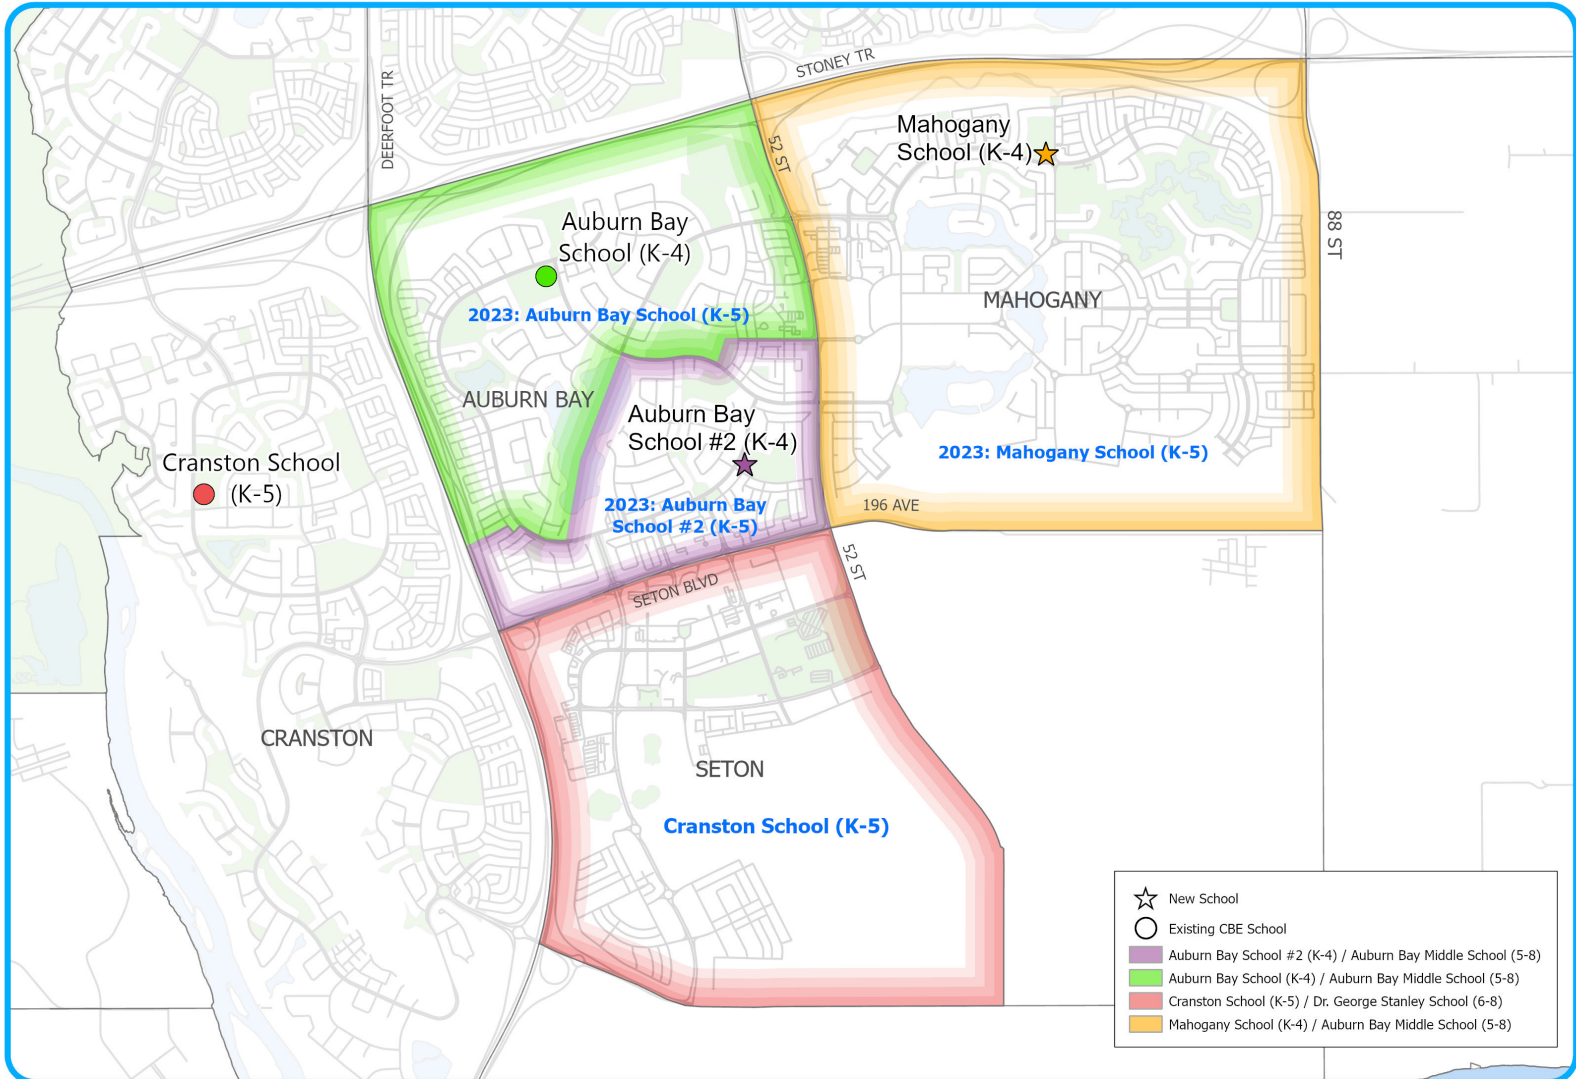 STONEY TR
DEERFOOT TR
52 ST
Mahogany
School (K-4)
Auburn Bay
School (K-4)
88 ST
2023: Auburn Bay School (K-5)
MAHOGANY
AUBURN BAY
Auburn Bay
School #2 (K-4)
2023: Mahogany School (K-5)
Cranston School
(K-5)
2023: Auburn Bay
School #2 (K-5)
196 AVE
52 ST
SETON BLVD
CRANSTON
SETON
Cranston School (K-5)
New School
Existing CBE School
Auburn Bay School #2 (K-4) / Auburn Bay Middle School (5-8)
Auburn Bay School (K-4) / Auburn Bay Middle School (5-8)
Cranston School (K-5) / Dr. George Stanley School (6-8)
Mahogany School (K-4) / Auburn Bay Middle School (5-8)